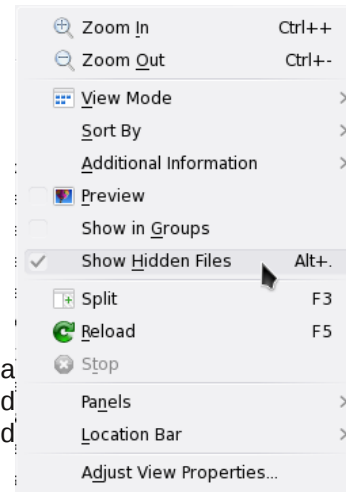 Zoom In Ctrl++
Zoom Out Ctrl+-
View Mode
Sort By
Additional Information
Preview
Show in Groups
Show Hidden Files Alt+.
Split F3
Reload F5
Stop
Panels
Location Bar
Adjust View Properties...
a
d
d